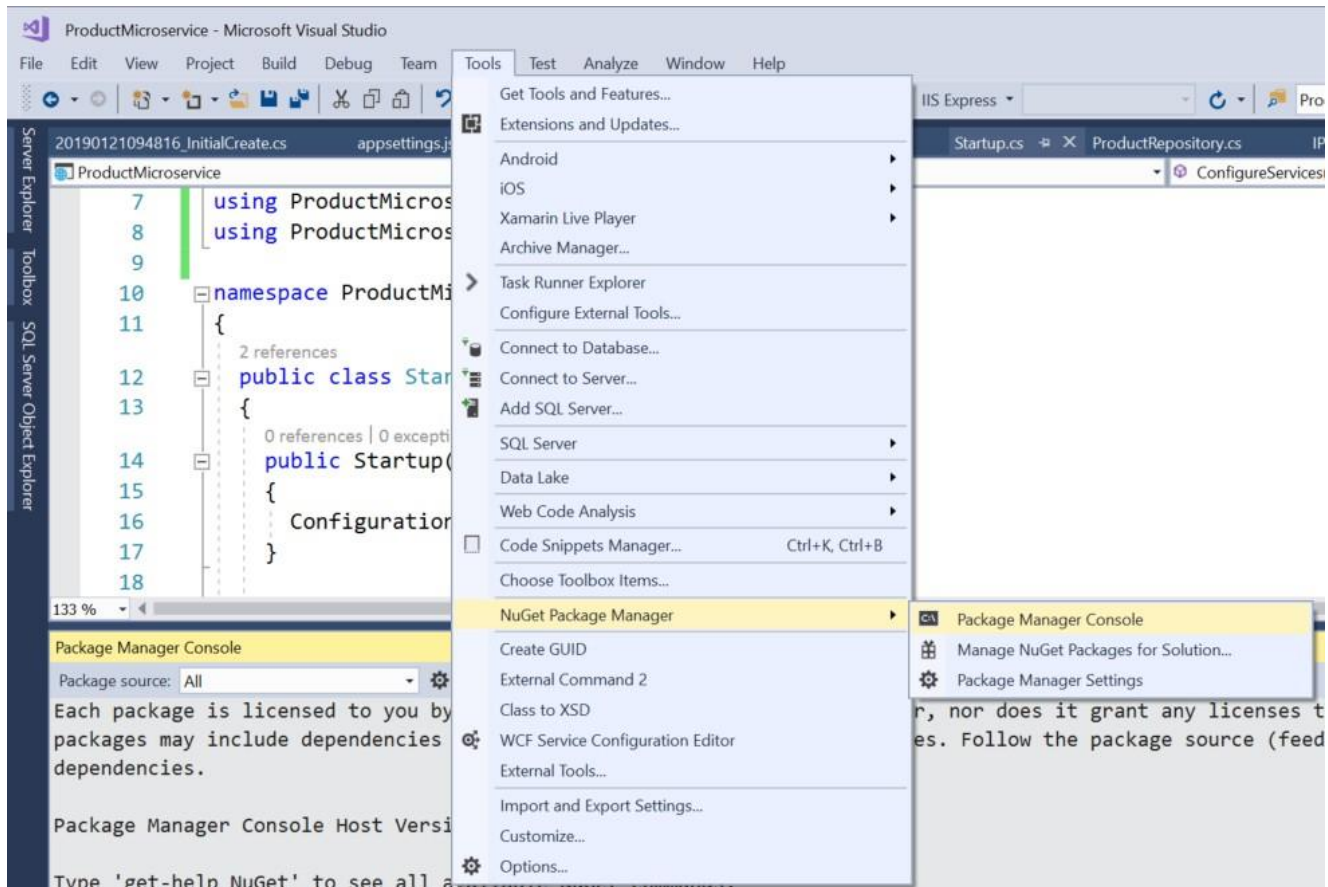 ProductMicroservice - Microsoft Visual Studio
File Edit View Project Build Debug Team Tools Test Analyze Window Help
IIS Express
Get Tools and Features...
Extensions and Updates...
Android
iOS
Xamarin Live Player
Archive Manager...
Task Runner Explorer
Configure External Tools...
Connect to Database...
Connect to Server...
Add SQL Server...
SQL Server
Data Lake
Web Code Analysis
Code Snippets Manager... Ctrl+K, Ctrl+B
Choose Toolbox Items...
NuGet Package Manager
Create GUID
External Command 2
Class to XSD
WCF Service Configuration Editor
External Tools...
Import and Export Settings...
Customize...
Options...
Package Manager Console
Manage NuGet Packages for Solution...
Package Manager Settings
Server Explorer
Toolbox
SQL Server Object Explorer
20190121094816_InitialCreate.cs appsettings.js Startup.cs ProductRepository.cs IP
ProductMicroservice ConfigureServices
7 using ProductMicros
8 using ProductMicros
9
10 namespace ProductMi
11 {
2 references
12 public class Star
13 {
0 references | 0 excepti
14 public Startup(
15 {
16 Configuration
17 }
18
133 %
Package Manager Console
Package source: All
Each package is licensed to you by r, nor does it grant any licenses t
packages may include dependencies es. Follow the package source (feed
dependencies.
Package Manager Console Host Versi
Type 'get-help NuGet' to see all a